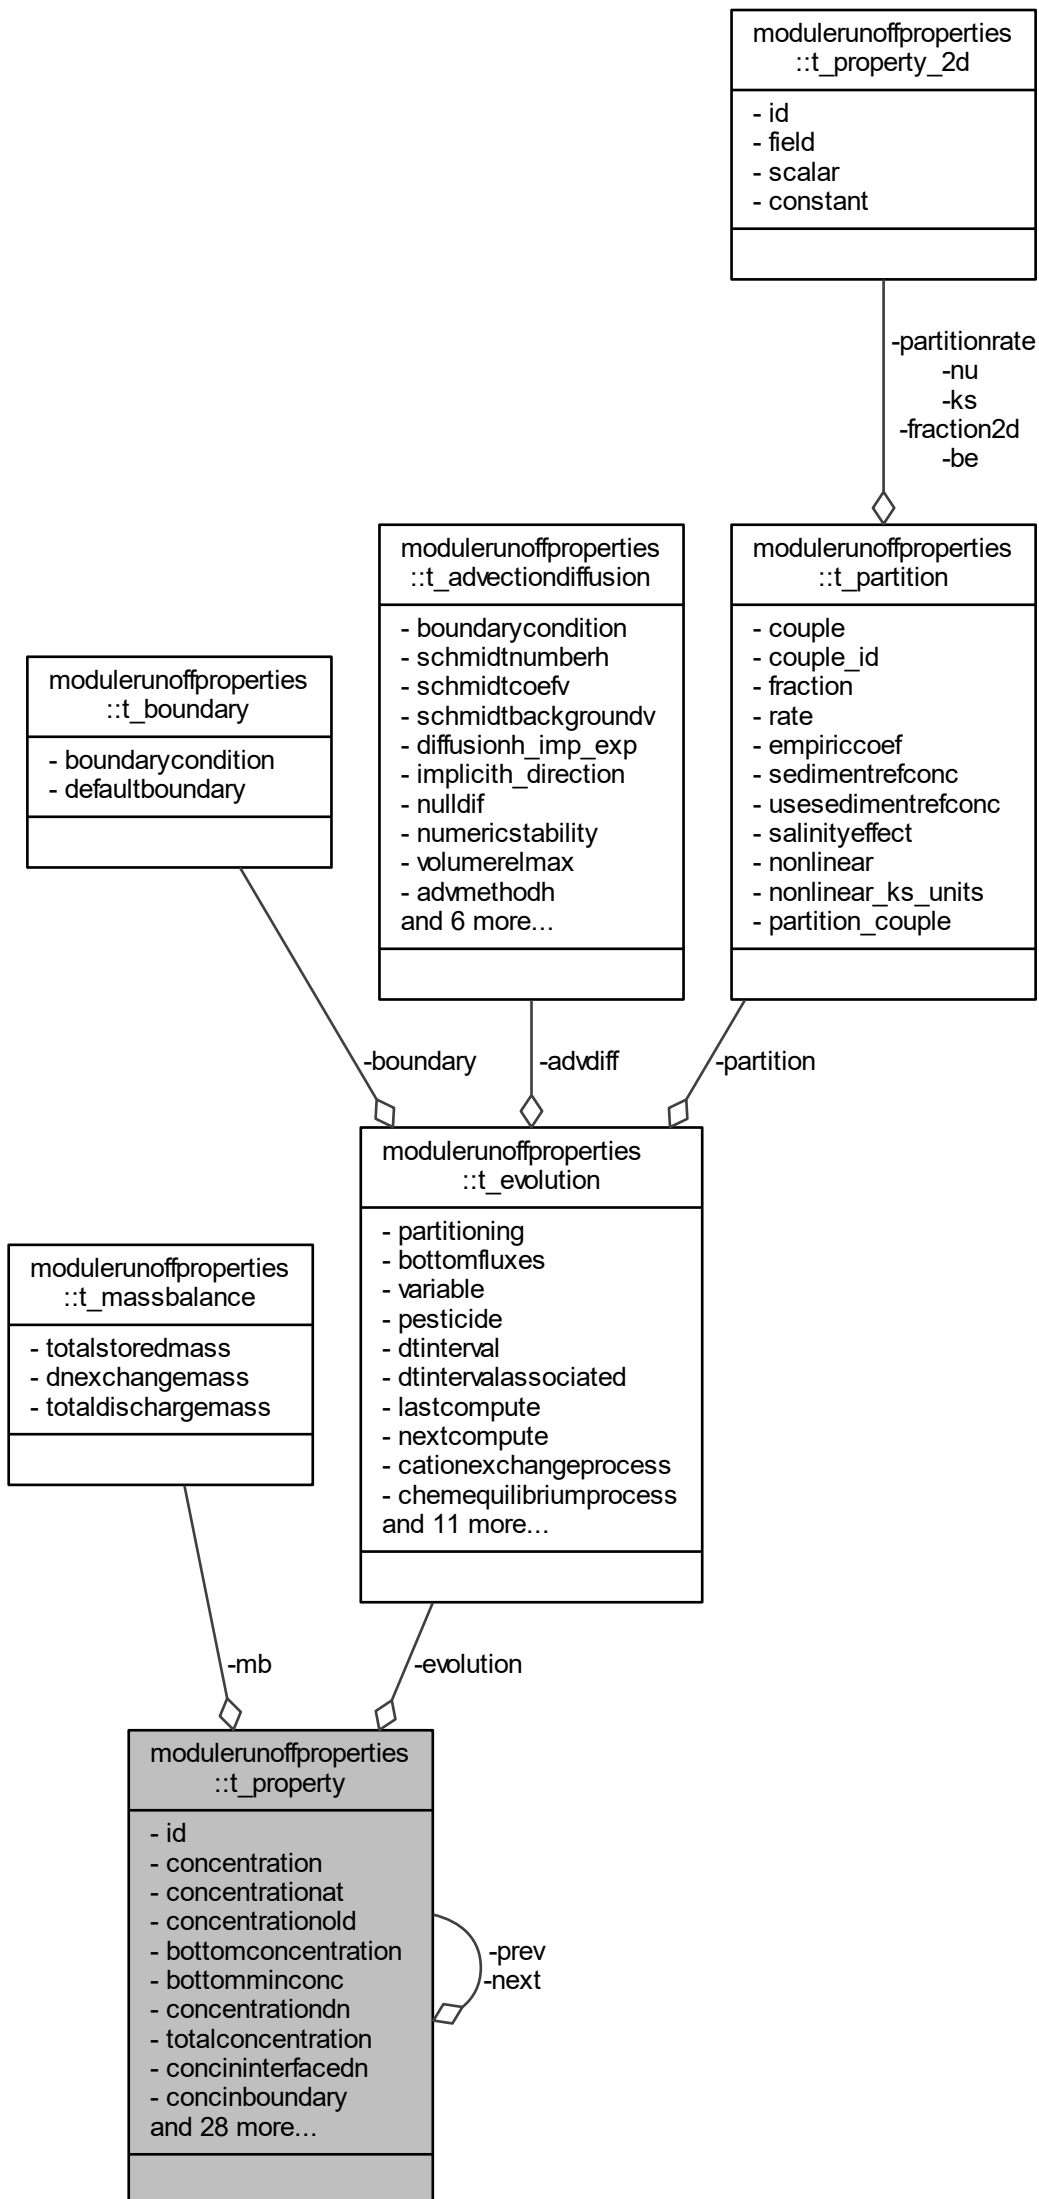 modulerunoffproperties
::t_property_2d
- id
- field
- scalar
- constant
-partitionrate
-nu
-ks
-fraction2d
-be
modulerunoffproperties
::t_partition
- couple
- couple_id
- fraction
- rate
- empiriccoef
- sedimentrefconc
- usesedimentrefconc
- salinityeffect
- nonlinear
- nonlinear_ks_units
- partition_couple
modulerunoffproperties
::t_advectiondiffusion
- boundarycondition
- schmidtnumberh
- schmidtcoefv
- schmidtbackgroundv
- diffusionh_imp_exp
- implicith_direction
- nulldif
- numericstability
- volumerelmax
- advmethodh
and 6 more...
modulerunoffproperties
::t_boundary
- boundarycondition
- defaultboundary
-boundary
-advdiff
-partition
modulerunoffproperties
::t_evolution
- partitioning
- bottomfluxes
- variable
- pesticide
- dtinterval
- dtintervalassociated
- lastcompute
- nextcompute
- cationexchangeprocess
- chemequilibriumprocess
and 11 more...
modulerunoffproperties
::t_massbalance
- totalstoredmass
- dnexchangemass
- totaldischargemass
-mb
-evolution
modulerunoffproperties
::t_property
- id
- concentration
- concentrationat
- concentrationold
- bottomconcentration
- bottomminconc
- concentrationdn
- totalconcentration
- concininterfacedn
- concinboundary
and 28 more...
-prev
-next